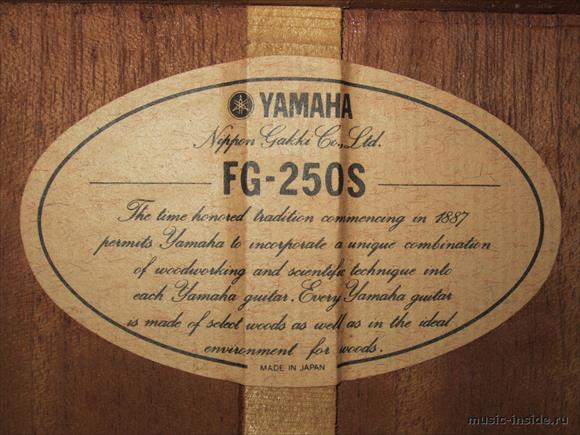 YAMAHA
Nippon Gakki Co., Ltd.
FG-250S
The time honored tradition commencing in 1887
permits Yamaha to incorporate a unique combination
of woodworking and scientific technique into
each Yamaha guitar. Every Yamaha guitar
is made of select woods as well as in the ideal
environment for woods.
MADE IN JAPAN
music-inside.ru